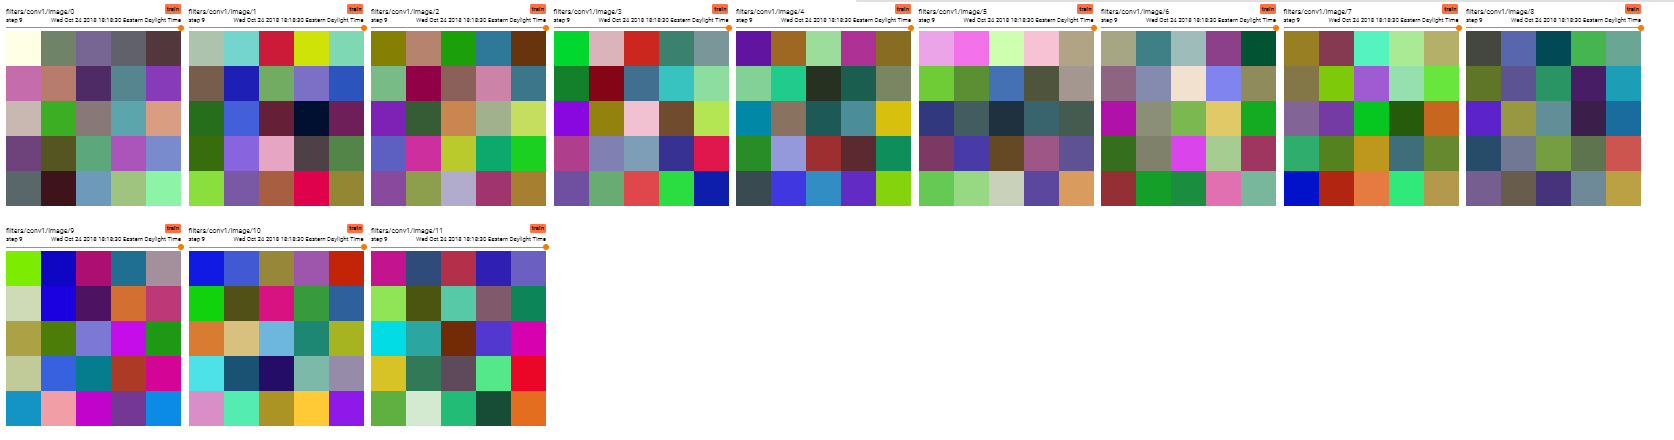 filters/conv1/image/0 train
step 9 Wed Oct 24 2018 18:18:30 Eastern Daylight Time
filters/conv1/image/1 train
step 9 Wed Oct 24 2018 18:18:30 Eastern Daylight Time
filters/conv1/image/2 train
step 9 Wed Oct 24 2018 18:18:30 Eastern Daylight Time
filters/conv1/image/3 train
step 9 Wed Oct 24 2018 18:18:30 Eastern Daylight Time
filters/conv1/image/4 train
step 9 Wed Oct 24 2018 18:18:30 Eastern Daylight Time
filters/conv1/image/5 train
step 9 Wed Oct 24 2018 18:18:30 Eastern Daylight Time
filters/conv1/image/6 train
step 9 Wed Oct 24 2018 18:18:30 Eastern Daylight Time
filters/conv1/image/7 train
step 9 Wed Oct 24 2018 18:18:30 Eastern Daylight Time
filters/conv1/image/8 train
step 9 Wed Oct 24 2018 18:18:30 Eastern Daylight Time
filters/conv1/image/9 train
step 9 Wed Oct 24 2018 18:18:30 Eastern Daylight Time
filters/conv1/image/10 train
step 9 Wed Oct 24 2018 18:18:30 Eastern Daylight Time
filters/conv1/image/11 train
step 9 Wed Oct 24 2018 18:18:30 Eastern Daylight Time